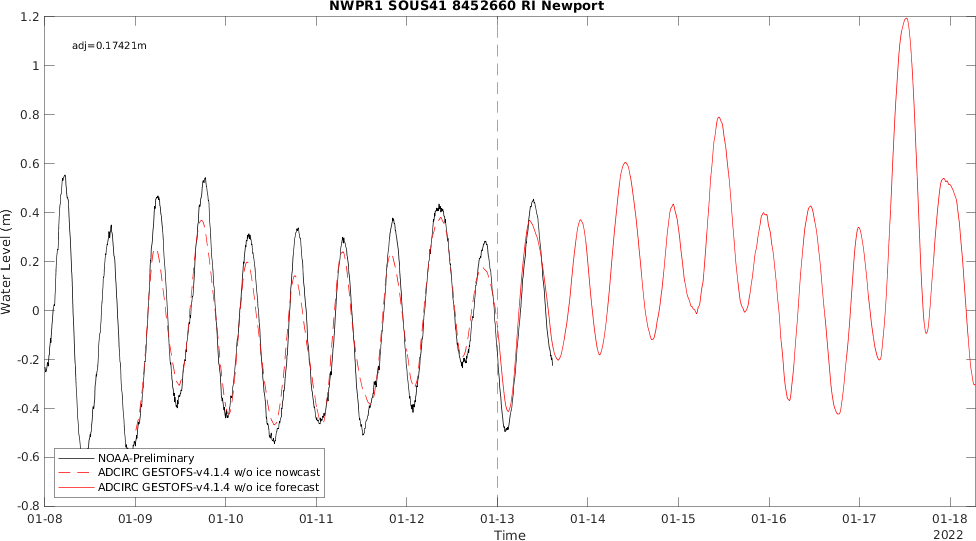 NWPR1 SOUS41 8452660 RI Newport
adj=0.17421m
1.2
1
0.8
0.6
0.4
0.2
0
-0.2
-0.4
-0.6
-0.8
Water Level (m)
NOAA-Preliminary
ADCIRC GESTOFS-v4.1.4 w/o ice nowcast
ADCIRC GESTOFS-v4.1.4 w/o ice forecast
01-08 01-09 01-10 01-11 01-12 01-13 01-14 01-15 01-16 01-17 01-18
Time
2022